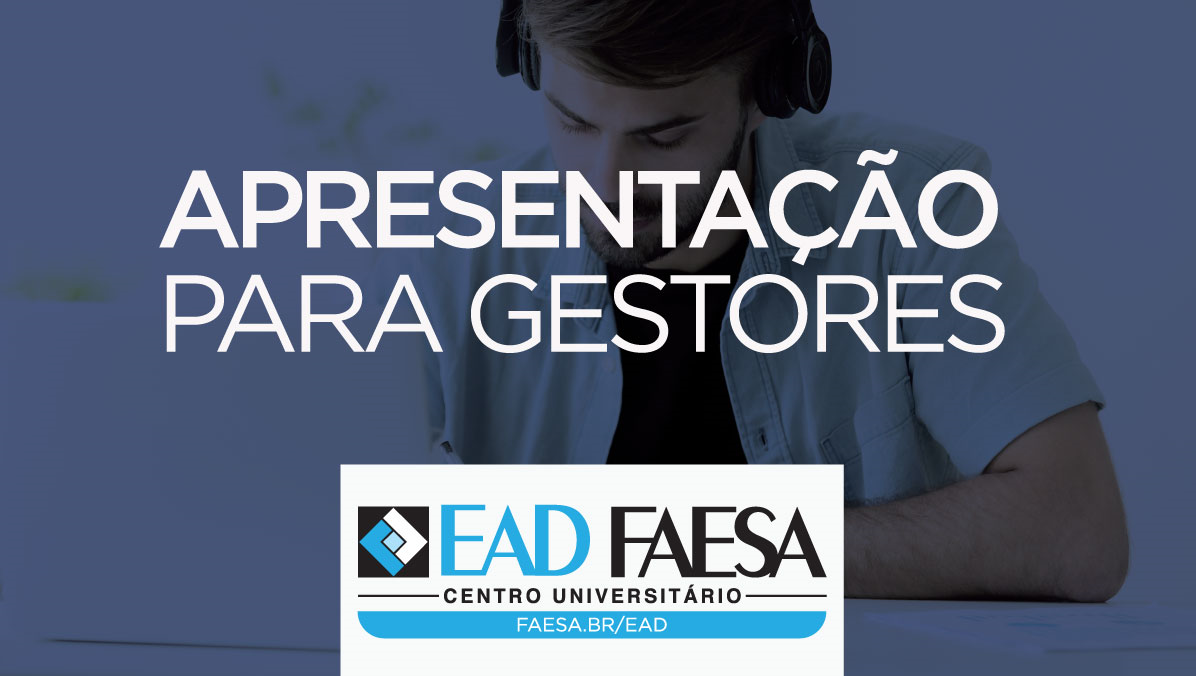 APRESENTAÇÃO
PARA GESTORES
EAD FAESA
CENTRO UNIVERSITÁRIO
FAESA.BR/EAD